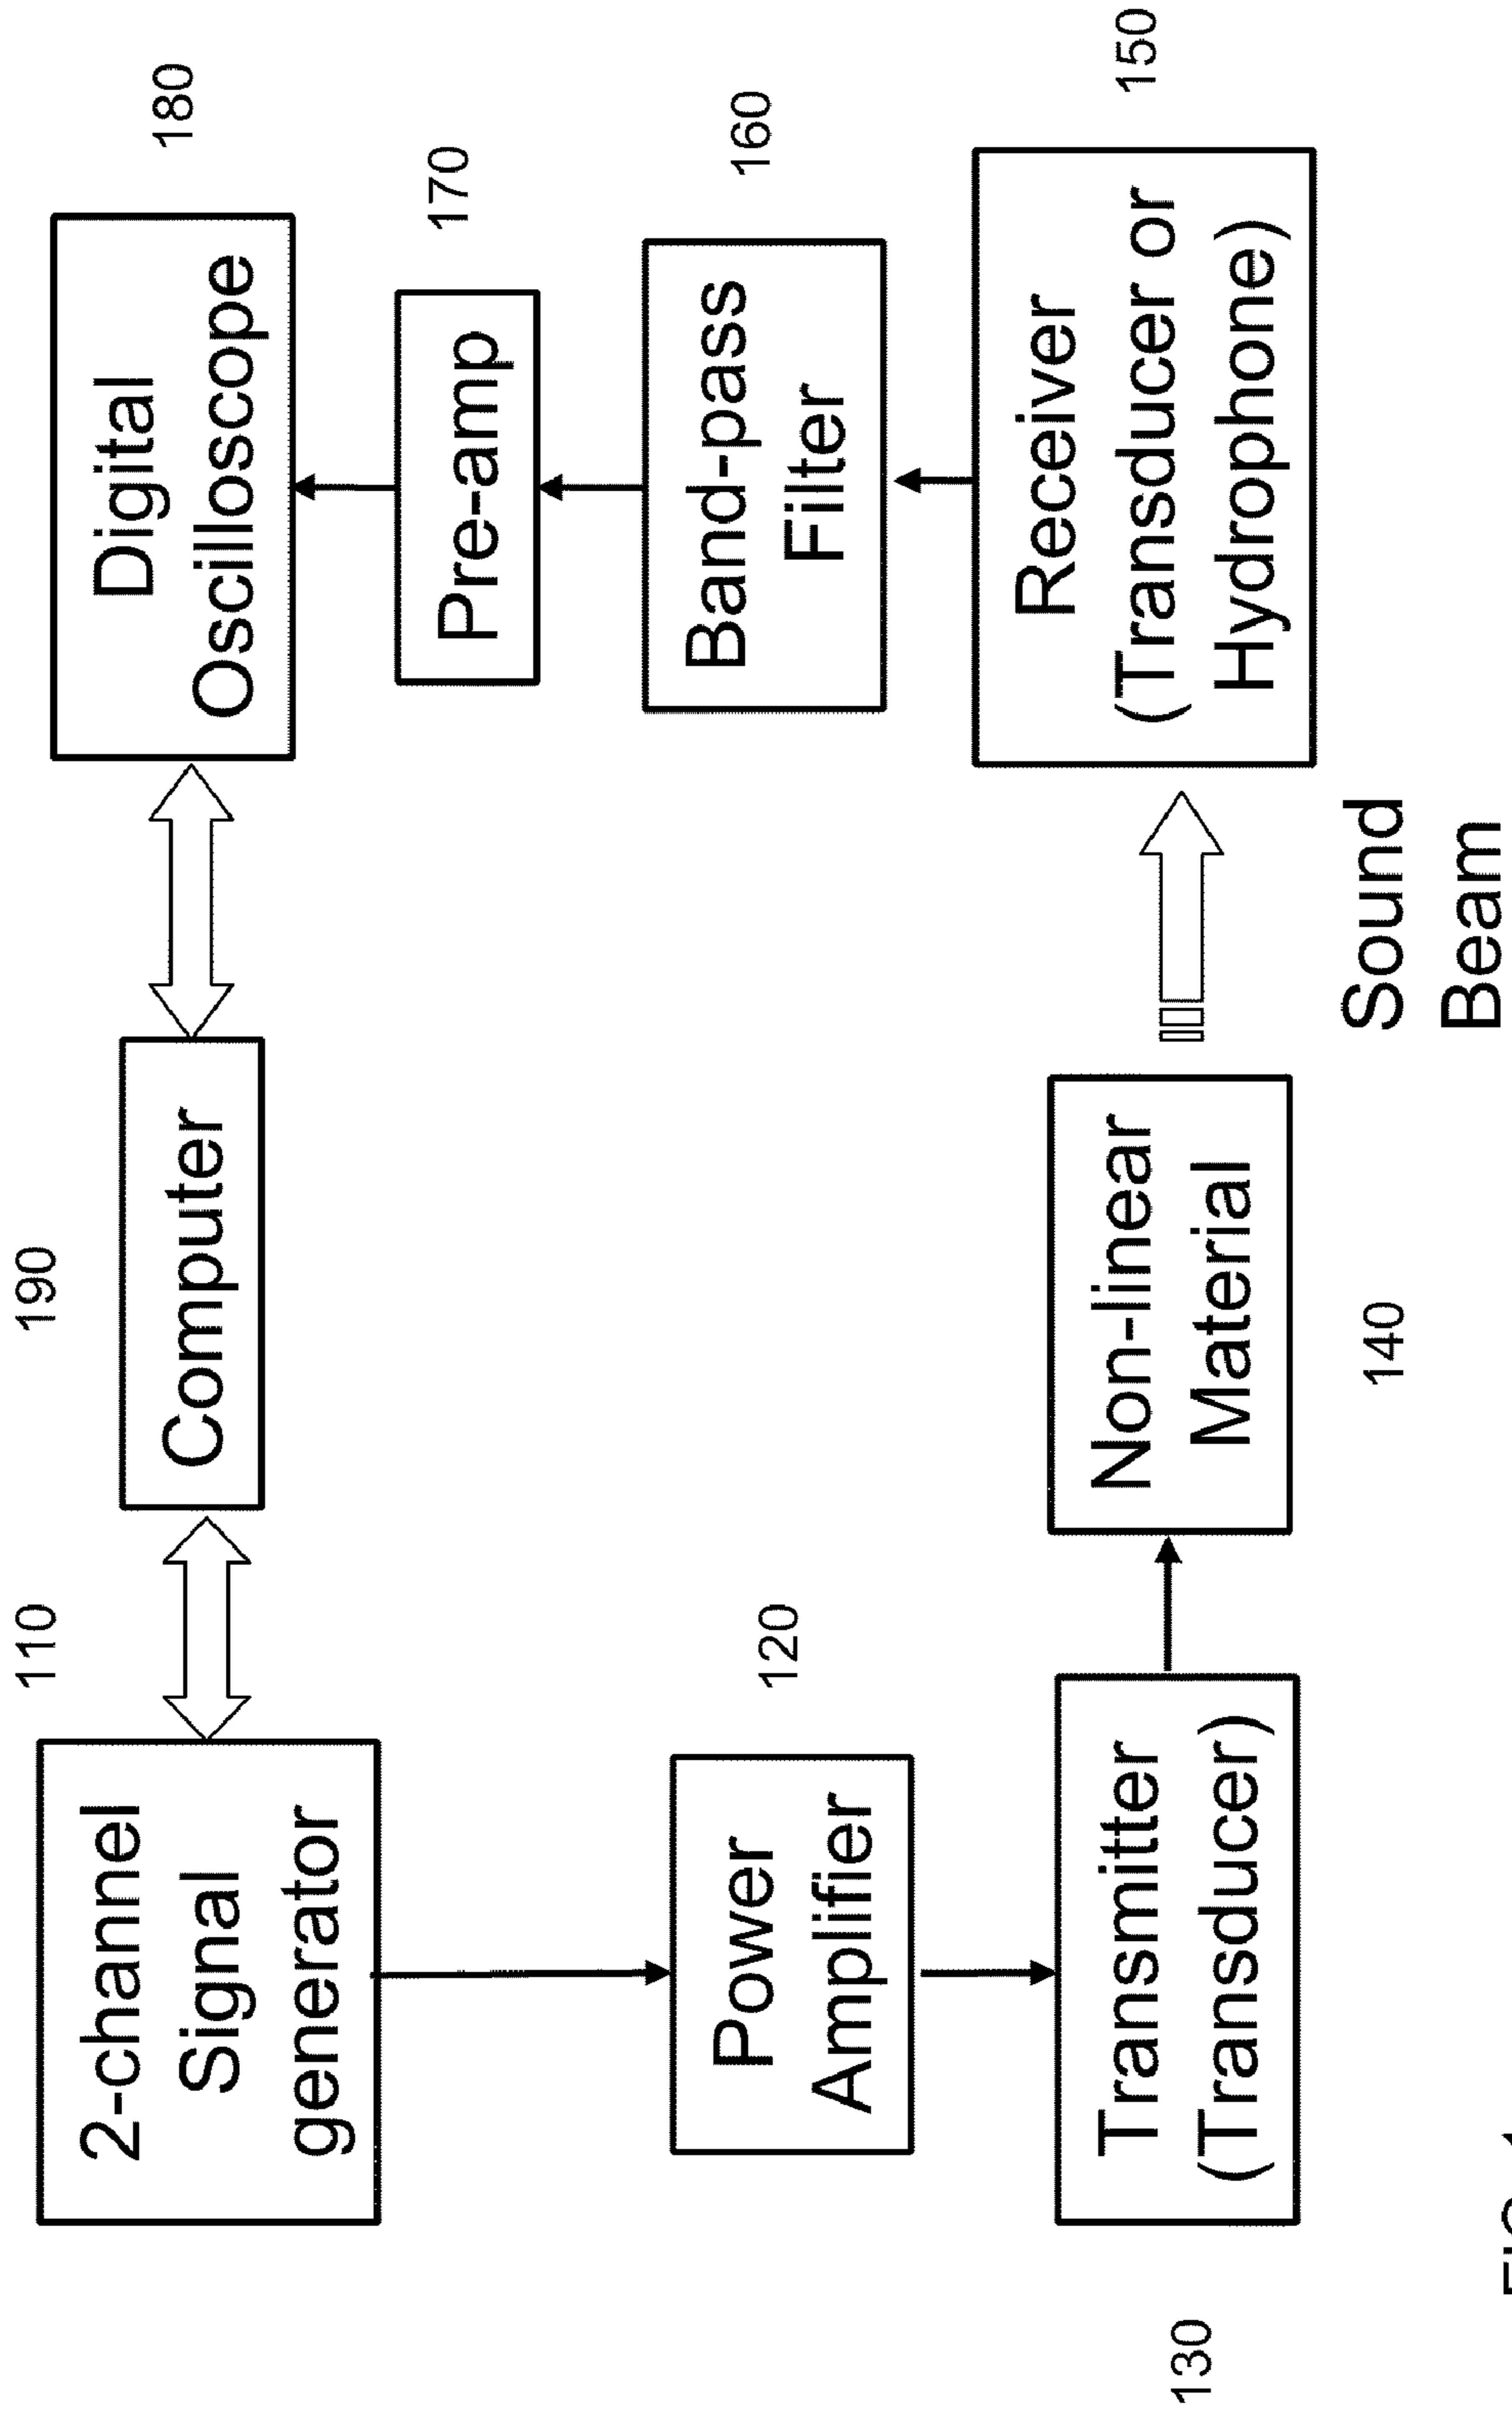 110
190
180
2-channel
Signal
generator
Computer
Digital
Oscilloscope
170
Pre-amp
120
Power
Amplifier
160
Band-pass
Filter
130
Transmitter
(Transducer)
Non-linear
Material
140
150
Receiver
(Transducer or
Hydrophone)
Sound
Beam